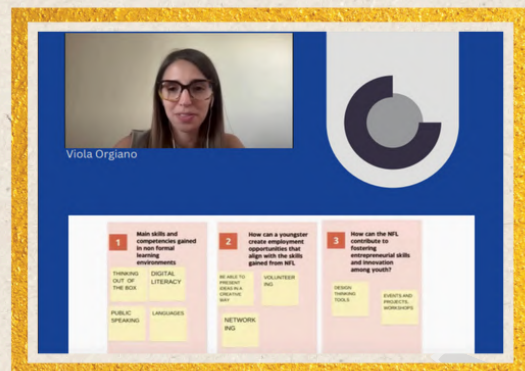 Viola Orgiano
1
Main skills and
competencies gained
in non formal
learning
environments
THINKING
OUT OF
THE BOX
DIGITAL
LITERACY
PUBLIC
SPEAKING
LANGUAGES
2
How can a youngster
create employment
opportunities that
align with the skills
gained from NFL
BE ABLE TO
PRESENT
IDEAS IN A
CREATIVE
WAY
VOLUNTEER
ING
NETWORK
ING
3
How can the NFL
contribute to
fostering
entrepreneurial skills
and Innovation
among youth?
DESIGN
THINKING
TOOLS
EVENTS AND
PROJECTS,
WORKSHOPS